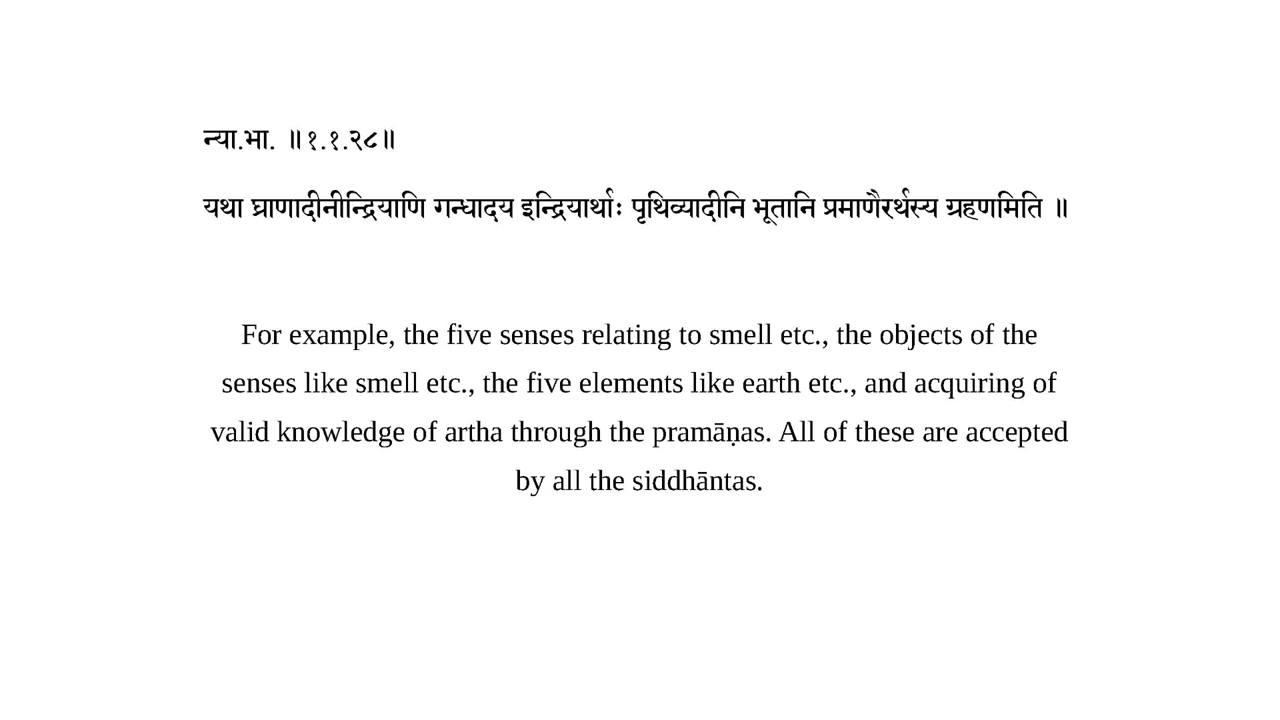 न्या.भा. ॥१.१.२८॥
यथा घ्राणादीनीन्द्रियाणि गन्धादय इन्द्रियार्थाः पृथिव्यादीनि भूतानि प्रमाणैरर्थस्य ग्रहणमिति ॥
For example, the five senses relating to smell etc., the objects of the
senses like smell etc., the five elements like earth etc., and acquiring of
valid knowledge of artha through the pramāṇas. All of these are accepted
by all the siddhāntas.